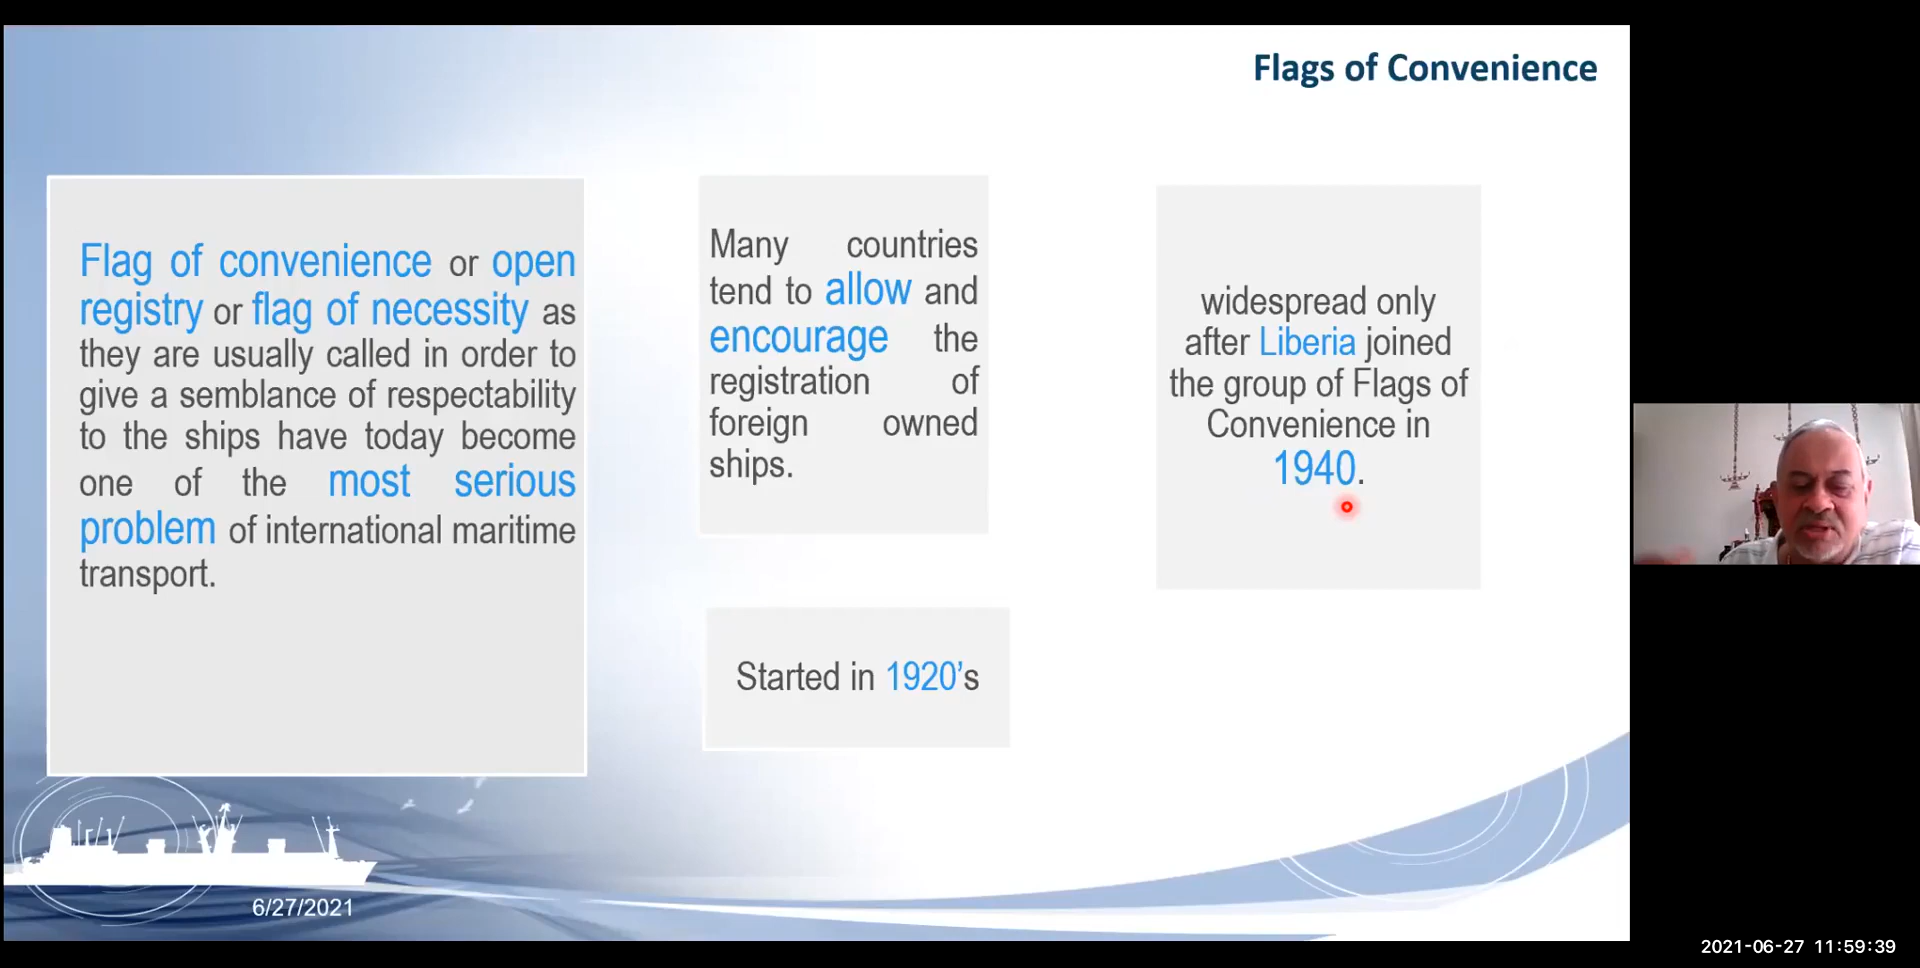 Flags of Convenience
Flag of convenience or open
registry or flag of necessity as
they are usually called in order to
give a semblance of respectability
to the ships have today become
one of the most serious
problem of international maritime
transport.
Many countries
tend to allow and
encourage the
registration of
foreign owned
ships.
Started in 1920’s
widespread only
after Liberia joined
the group of Flags of
Convenience in
1940.
6/27/2021
2021-06-27 11:59:39